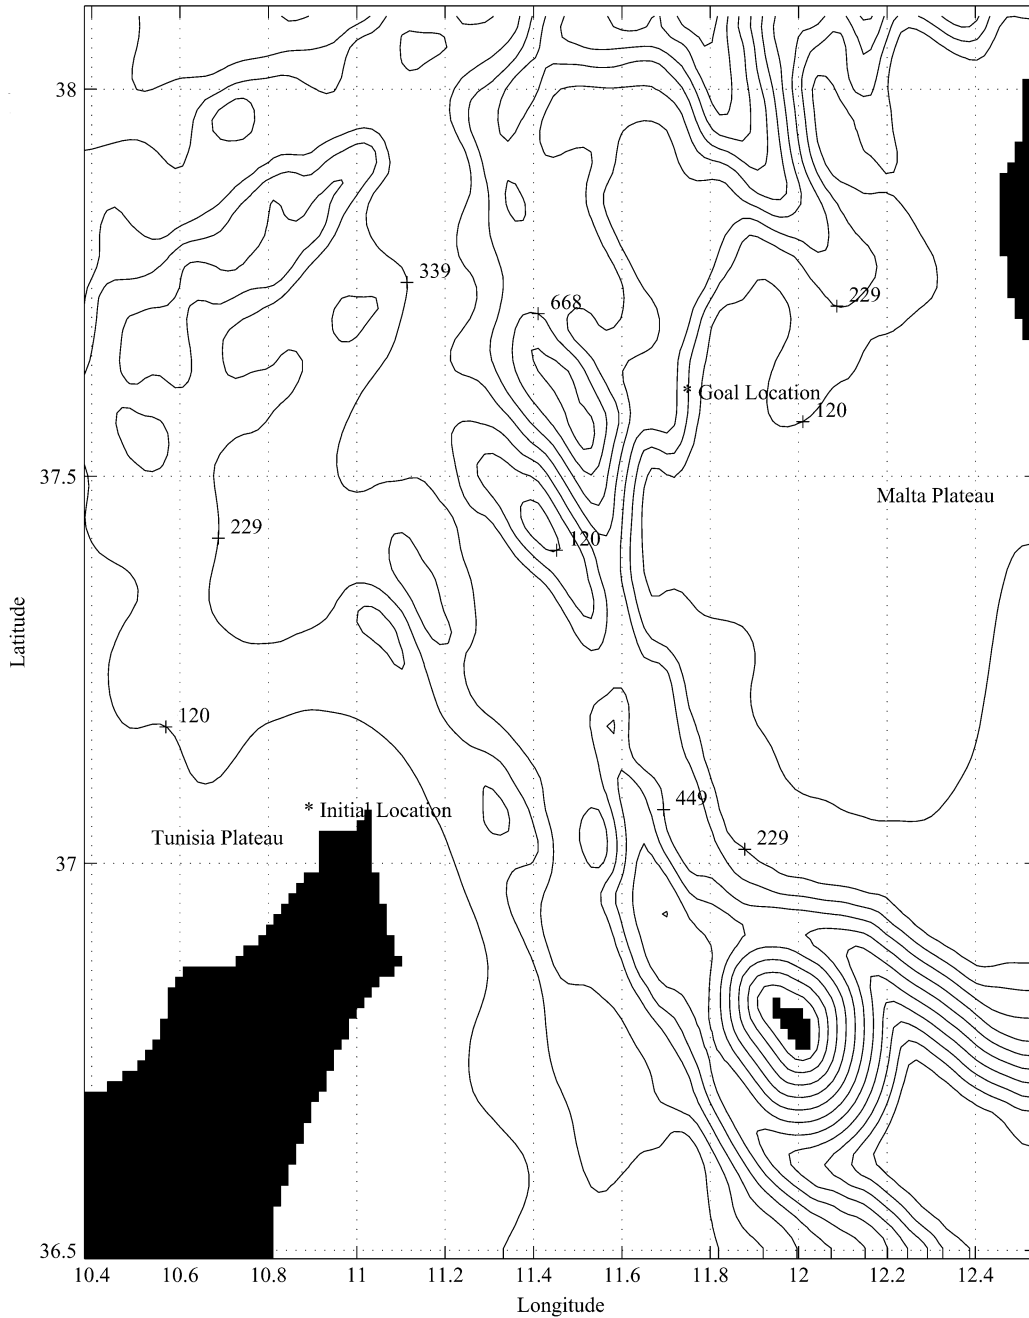 38
339
668
229
* Goal Location
120
37.5
Malta Plateau
229
120
Latitude
120
449
* Initial Location
229
Tunisia Plateau
37
36.5
10.4 10.6 10.8 11 11.2 11.4 11.6 11.8 12 12.2 12.4
Longitude